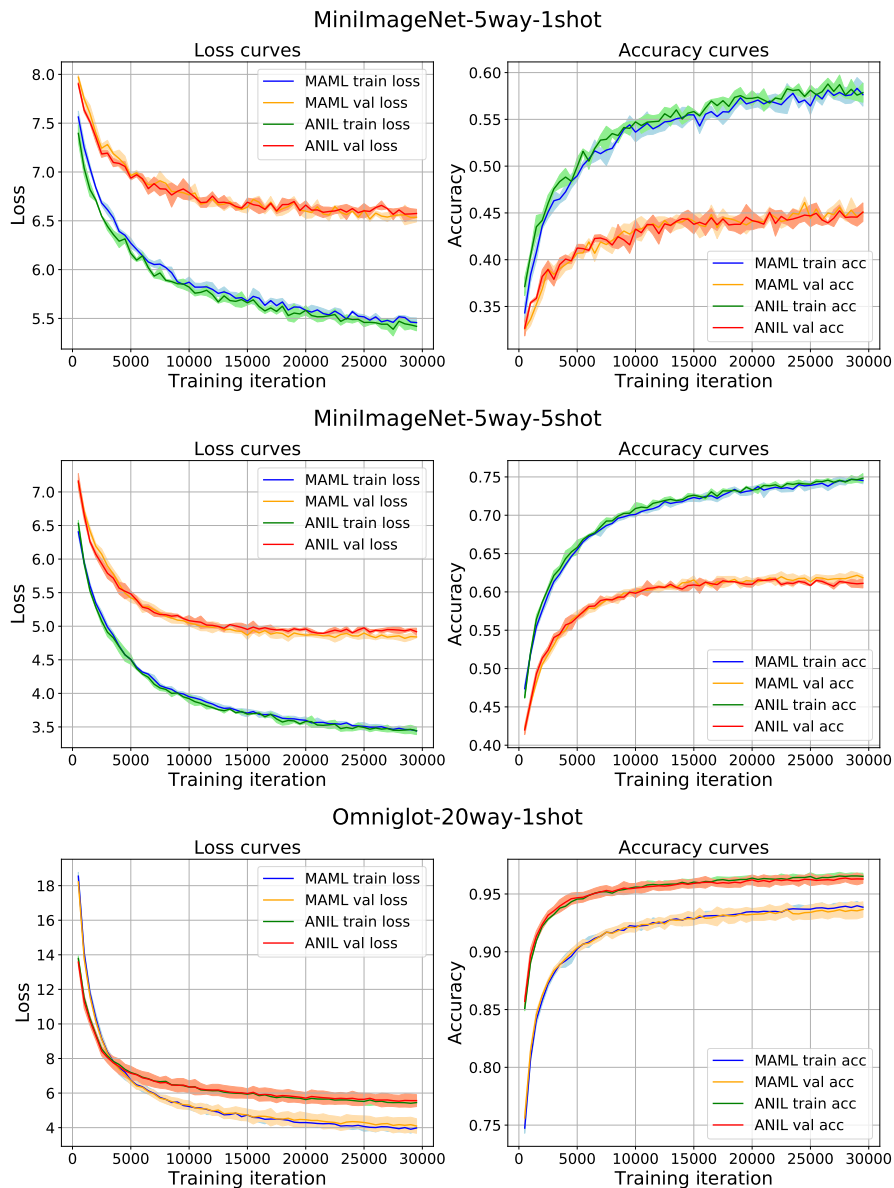 MiniImageNet-5way-1shot
Loss curves
Loss
8.0
7.5
7.0
6.5
6.0
5.5
MAML train loss
MAML val loss
ANIL train loss
ANIL val loss
0 5000 10000 15000 20000 25000 30000
Training iteration
Accuracy curves
Accuracy
0.60
0.55
0.50
0.45
0.40
0.35
MAML train acc
MAML val acc
ANIL train acc
ANIL val acc
0 5000 10000 15000 20000 25000 30000
Training iteration
MiniImageNet-5way-5shot
Loss curves
Loss
7.0
6.5
6.0
5.5
5.0
4.5
4.0
3.5
MAML train loss
MAML val loss
ANIL train loss
ANIL val loss
0 5000 10000 15000 20000 25000 30000
Training iteration
Accuracy curves
Accuracy
0.75
0.70
0.65
0.60
0.55
0.50
0.45
0.40
MAML train acc
MAML val acc
ANIL train acc
ANIL val acc
0 5000 10000 15000 20000 25000 30000
Training iteration
Omniglot-20way-1shot
Loss curves
Loss
18
16
14
12
10
8
6
4
MAML train loss
MAML val loss
ANIL train loss
ANIL val loss
0 5000 10000 15000 20000 25000 30000
Training iteration
Accuracy curves
Accuracy
0.95
0.90
0.85
0.80
0.75
MAML train acc
MAML val acc
ANIL train acc
ANIL val acc
0 5000 10000 15000 20000 25000 30000
Training iteration